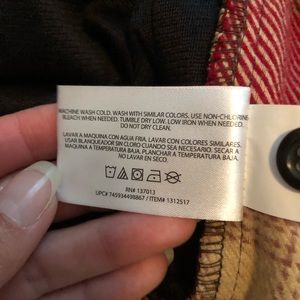 MACHINE WASH COLD. WASH WITH SIMILAR COLORS. USE NON-CHLORINE
BLEACH WHEN NEEDED. TUMBLE DRY LOW. LOW IRON WHEN NEEDED.
DO NOT DRY CLEAN.
LAVAR A MAQUINA CON AGUA FRIA. LAVAR CON COLORES SIMILARES.
USAR BLANQUEADOR SIN CLORO CUANDO SEA NECESARIO. SECAR A
MAQUINA A TEMPERATURA BAJA. PLANCHAR A TEMPERATURA BAJA.
NO LAVAR EN SECO.
RN# 137013
UPC# 745934498867 / ITEM# 1312517